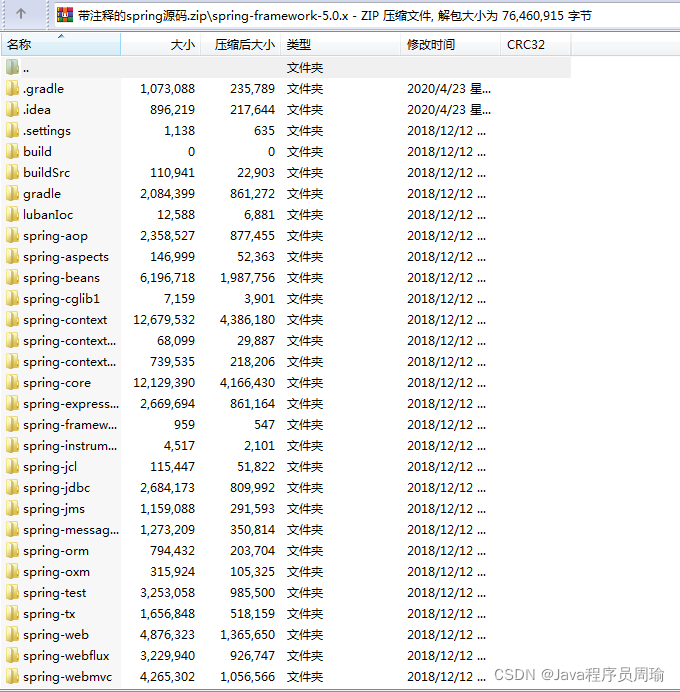 带注释的spring源码.zip\spring-framework-5.0.x - ZIP 压缩文件, 解包大小为 76,460,915 字节
名称 大小 压缩后大小 类型 修改时间 CRC32
.. 文件夹
.gradle 1,073,088 235,789 文件夹 2020/4/23 星...
.idea 896,219 217,644 文件夹 2020/4/23 星...
.settings 1,138 635 文件夹 2018/12/12 ...
build 0 0 文件夹 2018/12/12 ...
buildSrc 110,941 22,903 文件夹 2018/12/12 ...
gradle 2,084,399 861,272 文件夹 2018/12/12 ...
lubanIoc 12,588 6,881 文件夹 2018/12/12 ...
spring-aop 2,358,527 877,455 文件夹 2018/12/12 ...
spring-aspects 146,999 52,363 文件夹 2018/12/12 ...
spring-beans 6,196,718 1,987,756 文件夹 2018/12/12 ...
spring-cglib1 7,159 3,901 文件夹 2018/12/12 ...
spring-context 12,679,532 4,386,180 文件夹 2018/12/12 ...
spring-context... 68,099 29,887 文件夹 2018/12/12 ...
spring-context... 739,535 218,206 文件夹 2018/12/12 ...
spring-core 12,129,390 4,166,430 文件夹 2018/12/12 ...
spring-express... 2,669,694 861,164 文件夹 2018/12/12 ...
spring-framew... 959 547 文件夹 2018/12/12 ...
spring-instrum... 4,517 2,101 文件夹 2018/12/12 ...
spring-jcl 115,447 51,822 文件夹 2018/12/12 ...
spring-jdbc 2,684,173 809,992 文件夹 2018/12/12 ...
spring-jms 1,159,088 291,593 文件夹 2018/12/12 ...
spring-messag... 1,273,209 350,814 文件夹 2018/12/12 ...
spring-orm 794,432 203,704 文件夹 2018/12/12 ...
spring-oxm 315,924 105,325 文件夹 2018/12/12 ...
spring-test 3,253,058 985,500 文件夹 2018/12/12 ...
spring-tx 1,656,848 518,159 文件夹 2018/12/12 ...
spring-web 4,876,323 1,365,650 文件夹 2018/12/12 ...
spring-webflux 3,229,940 926,747 文件夹 2018/12/12 ...
spring-webmvc 4,265,302 1,056,566 文件夹 2018/12/12 ...
CSDN @Java程序员周瑜